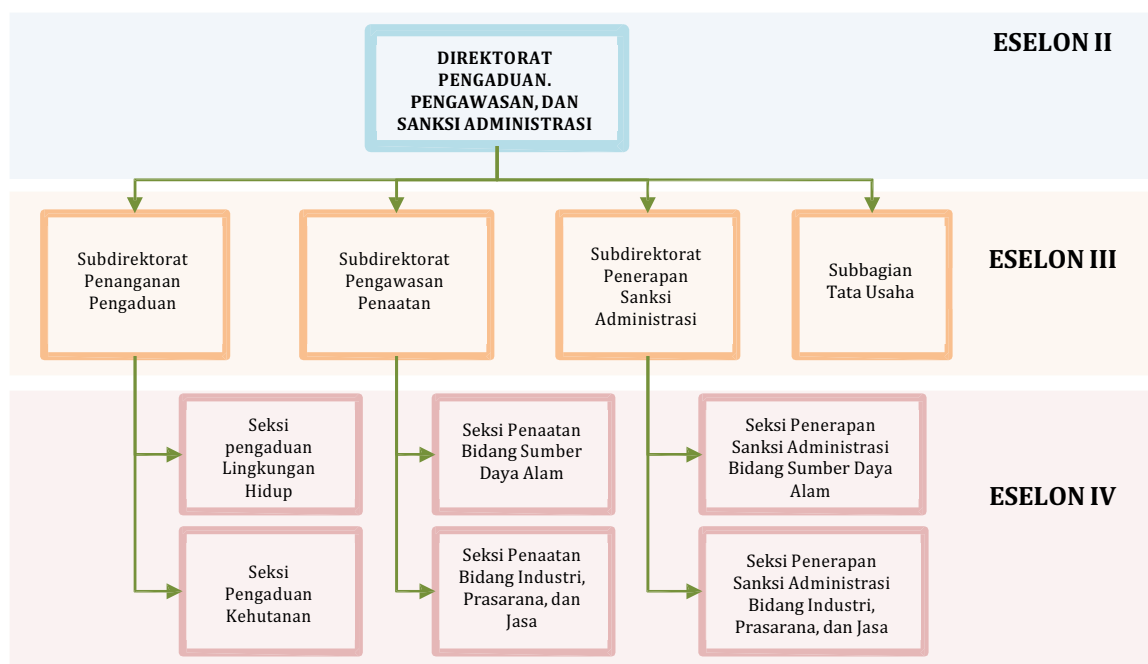 ESELON II
DIREKTORAT
PENGADUAN.
PENGAWASAN, DAN
SANKSI ADMINISTRASI
ESELON III
Subdirektorat
Penanganan
Pengaduan
Subdirektorat
Pengawasan
Penaatan
Subdirektorat
Penerapan
Sanksi
Administrasi
Subbagian
Tata Usaha
ESELON IV
Seksi
pengaduan
Lingkungan
Hidup
Seksi Penaatan
Bidang Sumber
Daya Alam
Seksi Penerapan
Sanksi Administrasi
Bidang Sumber Daya
Alam
Seksi
Pengaduan
Kehutanan
Seksi Penaatan
Bidang Industri,
Prasarana, dan
Jasa
Seksi Penerapan
Sanksi Administrasi
Bidang Industri,
Prasarana, dan Jasa